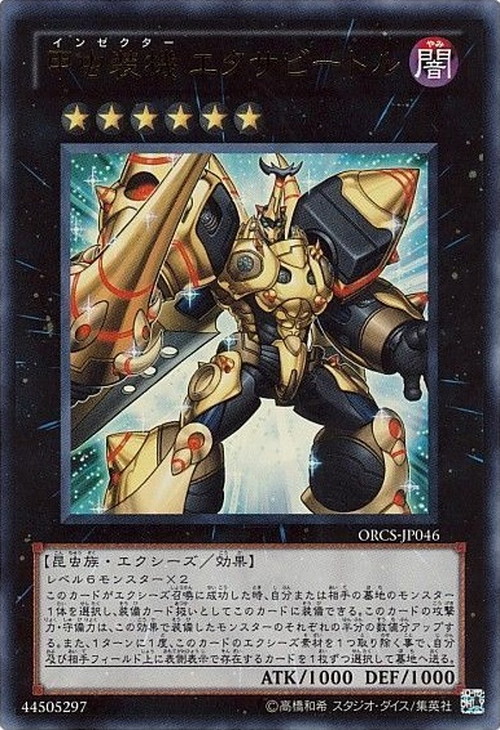 インゼクター
甲虫装機 エクサビートル
やみ
闇
ORCS-JP046
【昆虫族・エクシーズ/効果】
レベル6モンスター×2
このカードがエクシーズ召喚に成功した時、自分または相手の墓地のモンスター
1体を選択し、装備カード扱いとしてこのカードに装備できる。このカードの攻撃
力・守備力は、この効果で装備したモンスターのそれぞれの半分の数値分アップす
る。また、1ターンに1度、このカードのエクシーズ素材を1つ取り除く事で、自分
及び相手フィールド上に表側表示で存在するカードを1枚ずつ選択して墓地へ送る。
ATK/1000 DEF/1000
44505297
©高橋和希 スタジオ・ダイス/集英社